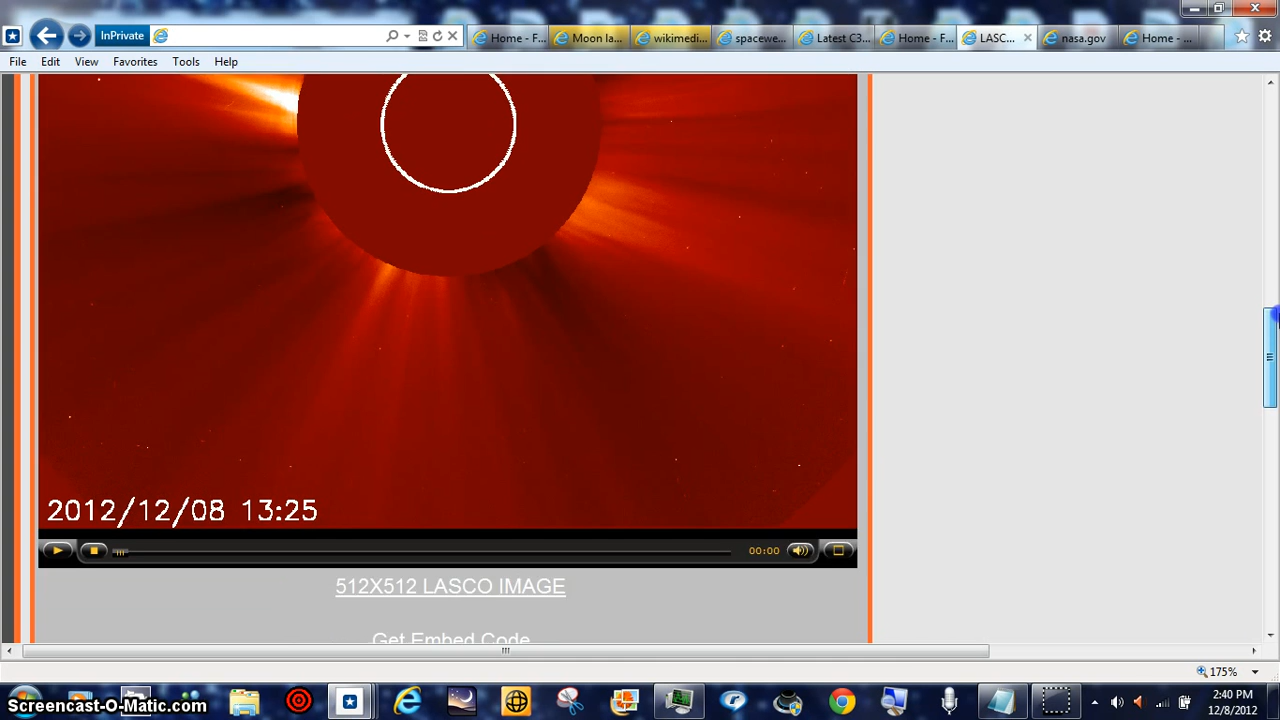 InPrivate
Home - F...
Moon la...
wikimedi...
spacewe...
Latest C3...
Home - F...
LASC...
nasa.gov
Home - ...
File Edit View Favorites Tools Help
2012/12/08 13:25
00:00
512X512 LASCO IMAGE
Get Embed Code
175%
Screencast-O-Matic.com
2:40 PM
12/8/2012